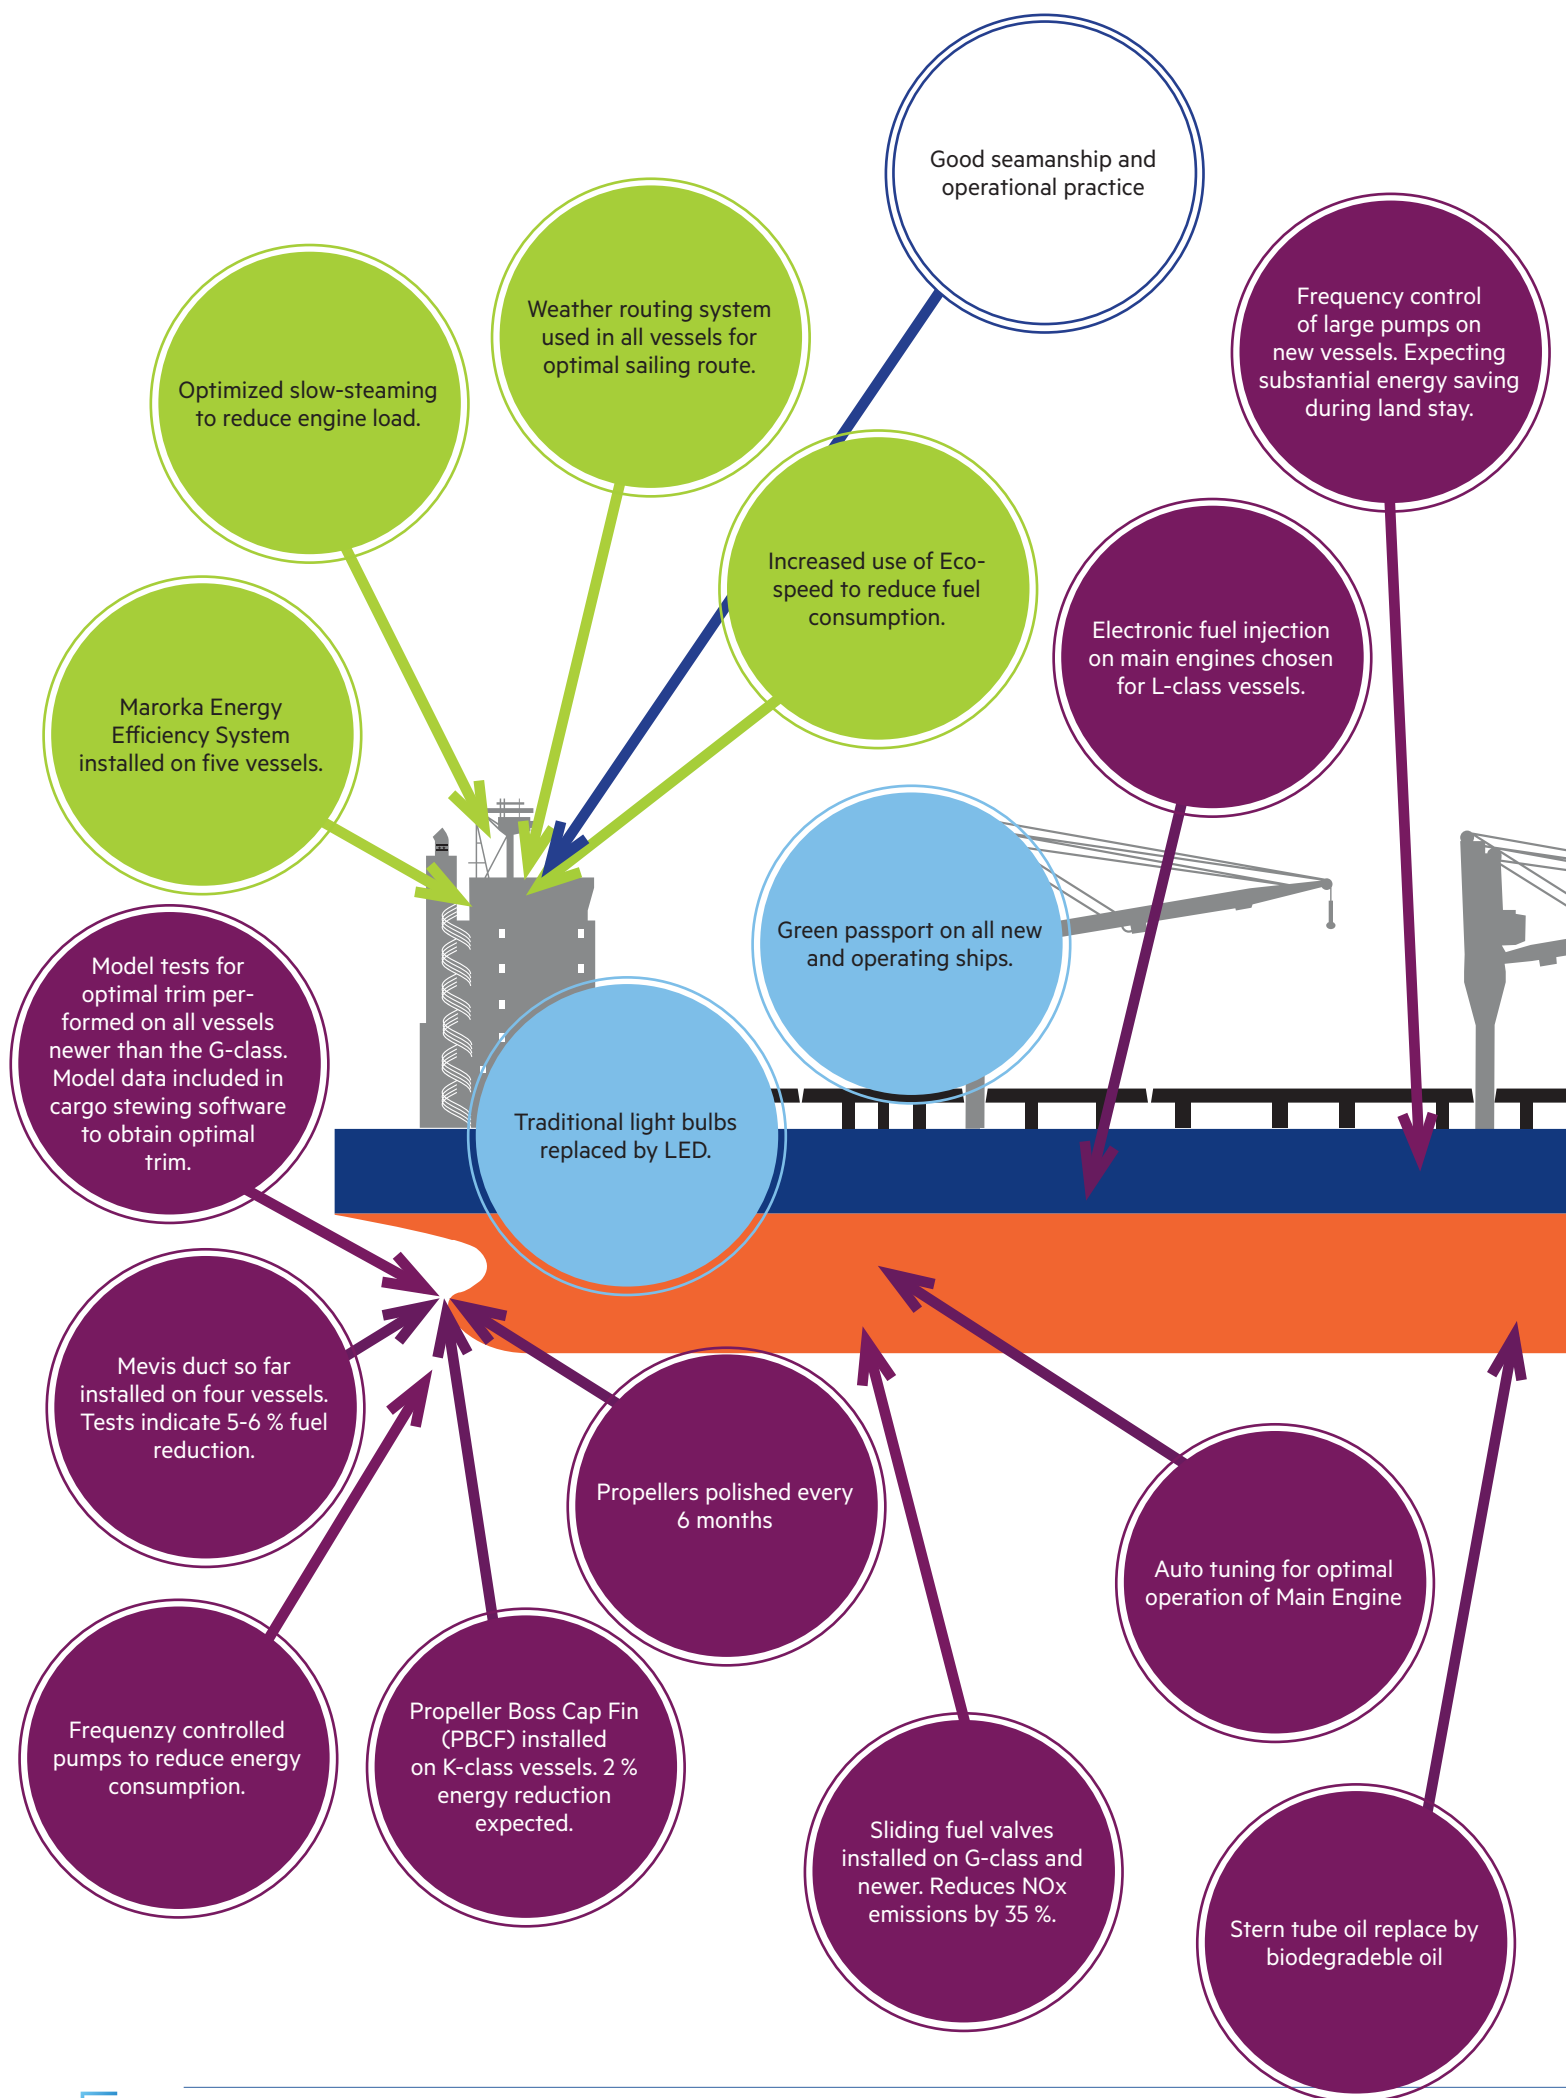 Good seamanship and
operational practice
Weather routing system
used in all vessels for
optimal sailing route.
Frequency control
of large pumps on
new vessels. Expecting
substantial energy saving
during land stay.
Optimized slow-steaming
to reduce engine load.
Increased use of Eco-
speed to reduce fuel
consumption.
Electronic fuel injection
on main engines chosen
for L-class vessels.
Marorka Energy
Efficiency System
installed on five vessels.
Green passport on all new
and operating ships.
Model tests for
optimal trim per-
formed on all vessels
newer than the G-class.
Model data included in
cargo stewing software
to obtain optimal
trim.
Traditional light bulbs
replaced by LED.
Mevis duct so far
installed on four vessels.
Tests indicate 5-6 % fuel
reduction.
Propellers polished every
6 months
Auto tuning for optimal
operation of Main Engine
Frequenzy controlled
pumps to reduce energy
consumption.
Propeller Boss Cap Fin
(PBCF) installed
on K-class vessels. 2 %
energy reduction
expected.
Sliding fuel valves
installed on G-class and
newer. Reduces NOx
emissions by 35 %.
Stern tube oil replace by
biodegradeble oil